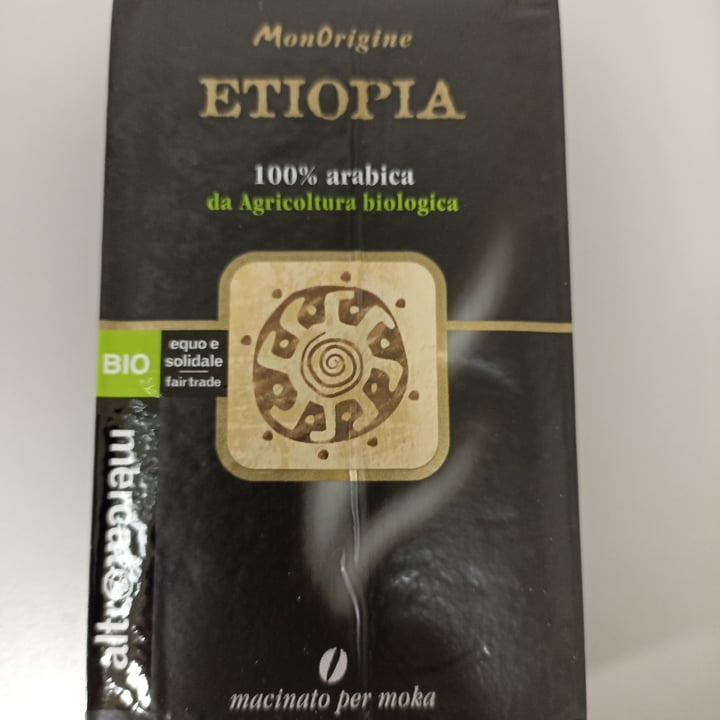 MonOrigine
ETIOPIA
100% arabica
da Agricoltura biologica
BIO
equo e
solidale
fair trade
altromercato
macinato per moka